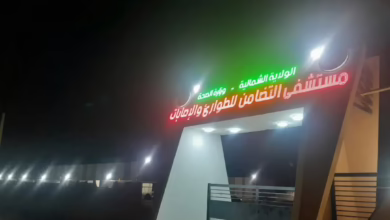 الولاية الشمالية - وزارة الصحة
مستشفى التضامن للطوارئ والإصابات